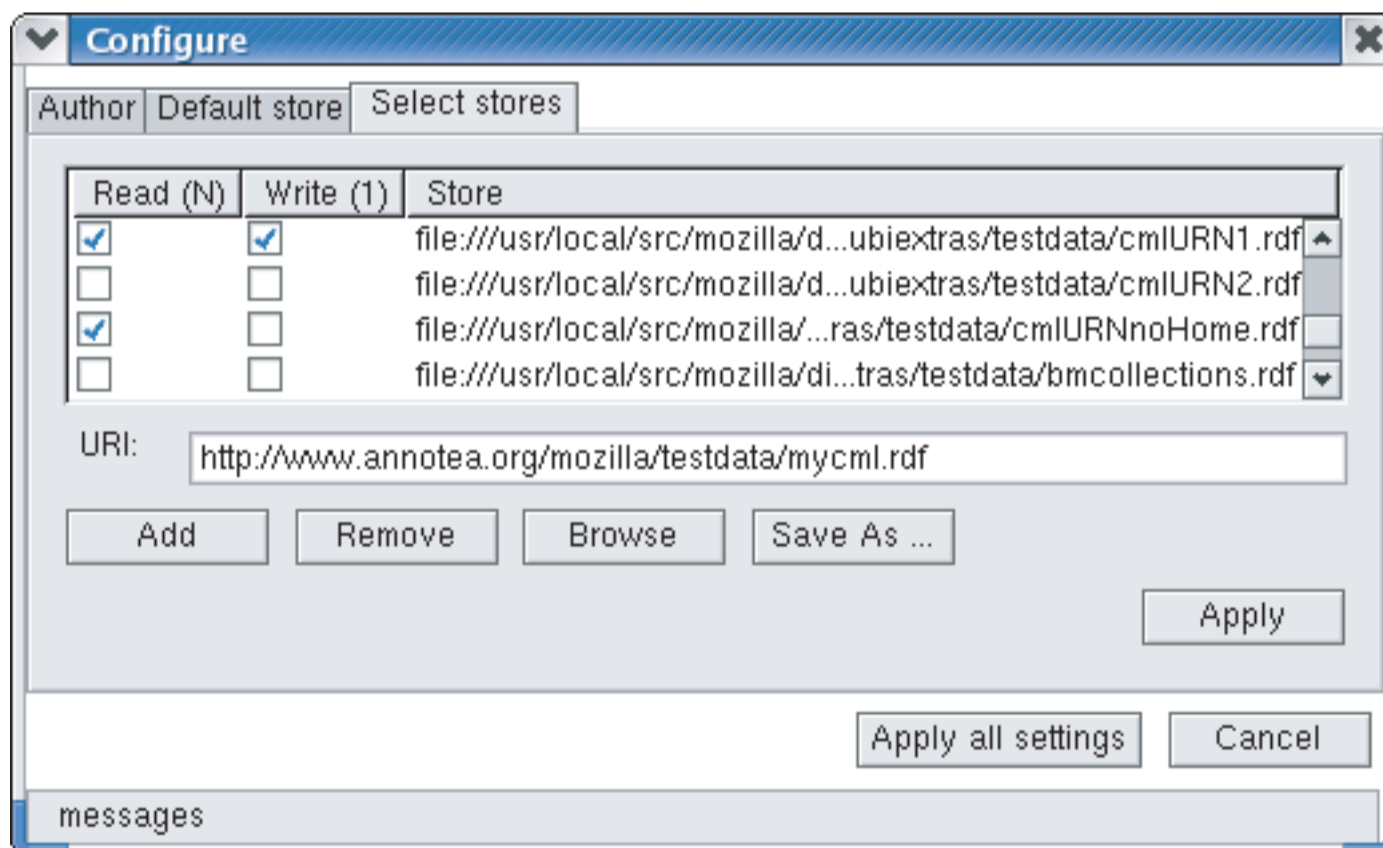 Configure
Author Default store Select stores
Read (N) Write (1) Store
file:///usr/local/src/mozilla/d...ubiextras/testdata/cmlURN1.rdf
file:///usr/local/src/mozilla/d...ubiextras/testdata/cmlURN2.rdf
file:///usr/local/src/mozilla/...ras/testdata/cmlURNnoHome.rdf
file:///usr/local/src/mozilla/di...tras/testdata/bmcollections.rdf
URI: http://www.annotea.org/mozilla/testdata/mycml.rdf
Add Remove Browse Save As ...
Apply
Apply all settings Cancel
messages